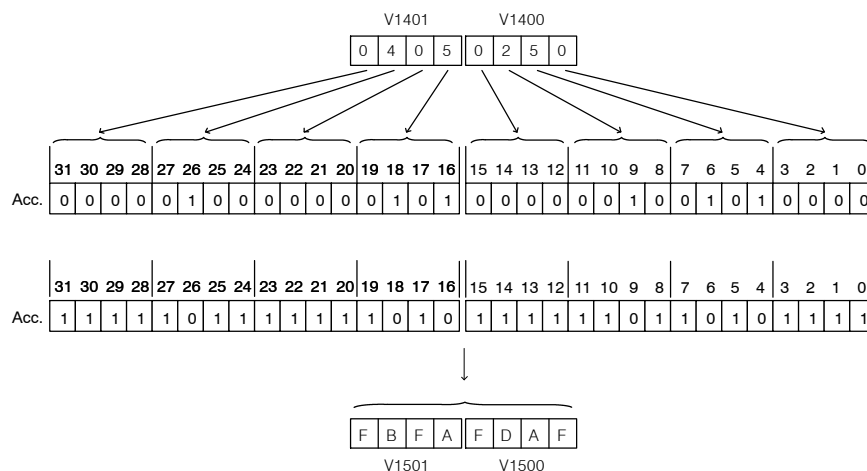 V1401 V1400
0 4 0 5 0 2 5 0
31 30 29 28 27 26 25 24 23 22 21 20 19 18 17 16 15 14 13 12 11 10 9 8 7 6 5 4 3 2 1 0
Acc. 0 0 0 0 0 1 0 0 0 0 0 0 0 1 0 1 0 0 0 0 0 0 1 0 0 1 0 1 0 0 0 0
31 30 29 28 27 26 25 24 23 22 21 20 19 18 17 16 15 14 13 12 11 10 9 8 7 6 5 4 3 2 1 0
Acc. 1 1 1 1 1 0 1 1 1 1 1 1 1 0 1 0 1 1 1 1 1 1 0 1 1 0 1 0 1 1 1 1
F B F A F D A F
V1501 V1500